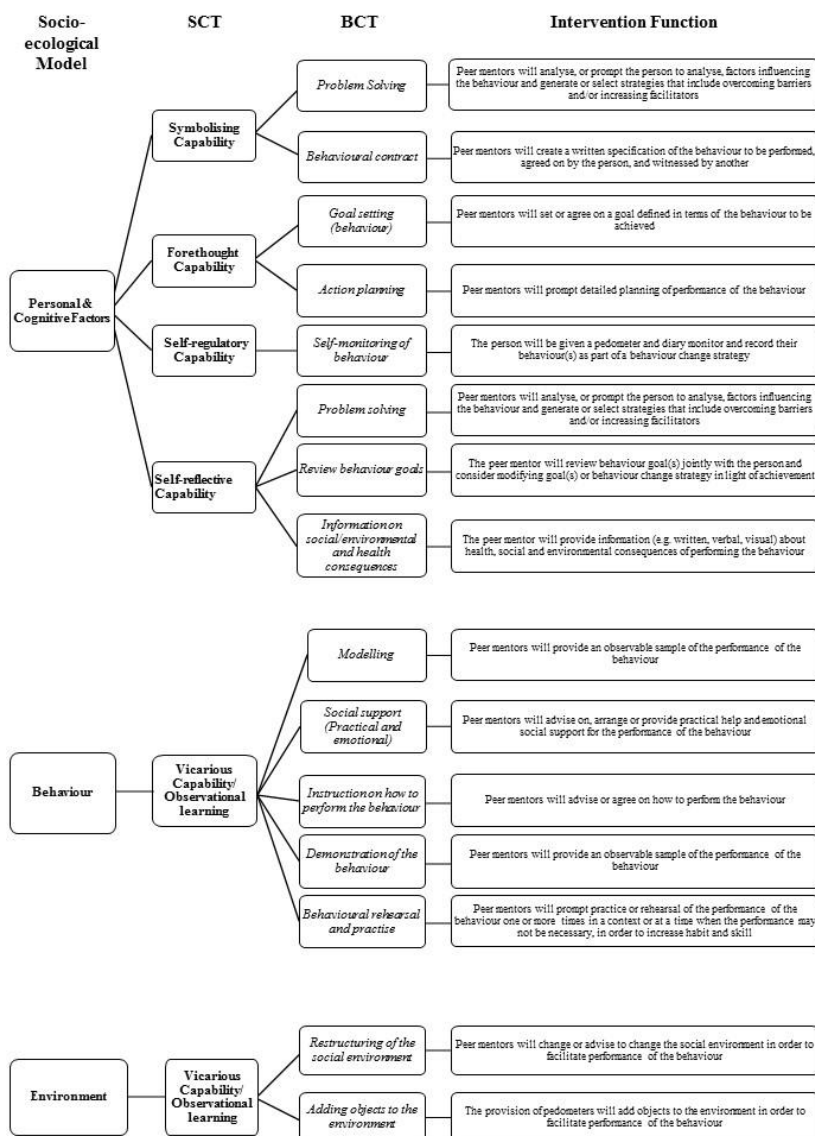 Socio-
ecological
Model
SCT
BCT
Intervention Function
Personal &
Cognitive Factors
Symbolising
Capability
Problem Solving
Peer mentors will analyse, or prompt the person to analyse, factors influencing
the behaviour and generate or select strategies that include overcoming barriers
and/or increasing facilitators
Behavioural contract
Peer mentors will create a written specification of the behaviour to be performed,
agreed on by the person, and witnessed by another
Forethought
Capability
Goal setting
(behaviour)
Peer mentors will set or agree on a goal defined in terms of the behaviour to be
achieved
Action planning
Peer mentors will prompt detailed planning of performance of the behaviour
Self-regulatory
Capability
Self-monitoring of
behaviour
The person will be given a pedometer and diary monitor and record their
behaviour(s) as part of a behaviour change strategy
Self-reflective
Capability
Problem solving
Peer mentors will analyse, or prompt the person to analyse, factors influencing
the behaviour and generate or select strategies that include overcoming barriers
and/or increasing facilitators
Review behaviour goals
The peer mentor will review behaviour goal(s) jointly with the person and
consider modifying goal(s) or behaviour change strategy in light of achievement
Information on
social/environmental
and health
consequences
The peer mentor will provide information (e.g. written, verbal, visual) about
health, social and environmental consequences of performing the behaviour
Behaviour
Vicarious
Capability/
Observational
learning
Modelling
Peer mentors will provide an observable sample of the performance of the
behaviour
Social support
(Practical and
emotional)
Peer mentors will advise on, arrange or provide practical help and emotional
social support for the performance of the behaviour
Instruction on how to
perform the behaviour
Peer mentors will advise or agree on how to perform the behaviour
Demonstration of the
behaviour
Peer mentors will provide an observable sample of the performance of the
behaviour
Behavioural rehearsal
and practise
Peer mentors will prompt practice or rehearsal of the performance of the
behaviour one or more times in a context or at a time when the performance may
not be necessary, in order to increase habit and skill
Environment
Vicarious
Capability/
Observational
learning
Restructuring of the
social environment
Peer mentors will change or advise to change the social environment in order to
facilitate performance of the behaviour
Adding objects to the
environment
The provision of pedometers will add objects to the environment in order to
facilitate performance of the behaviour